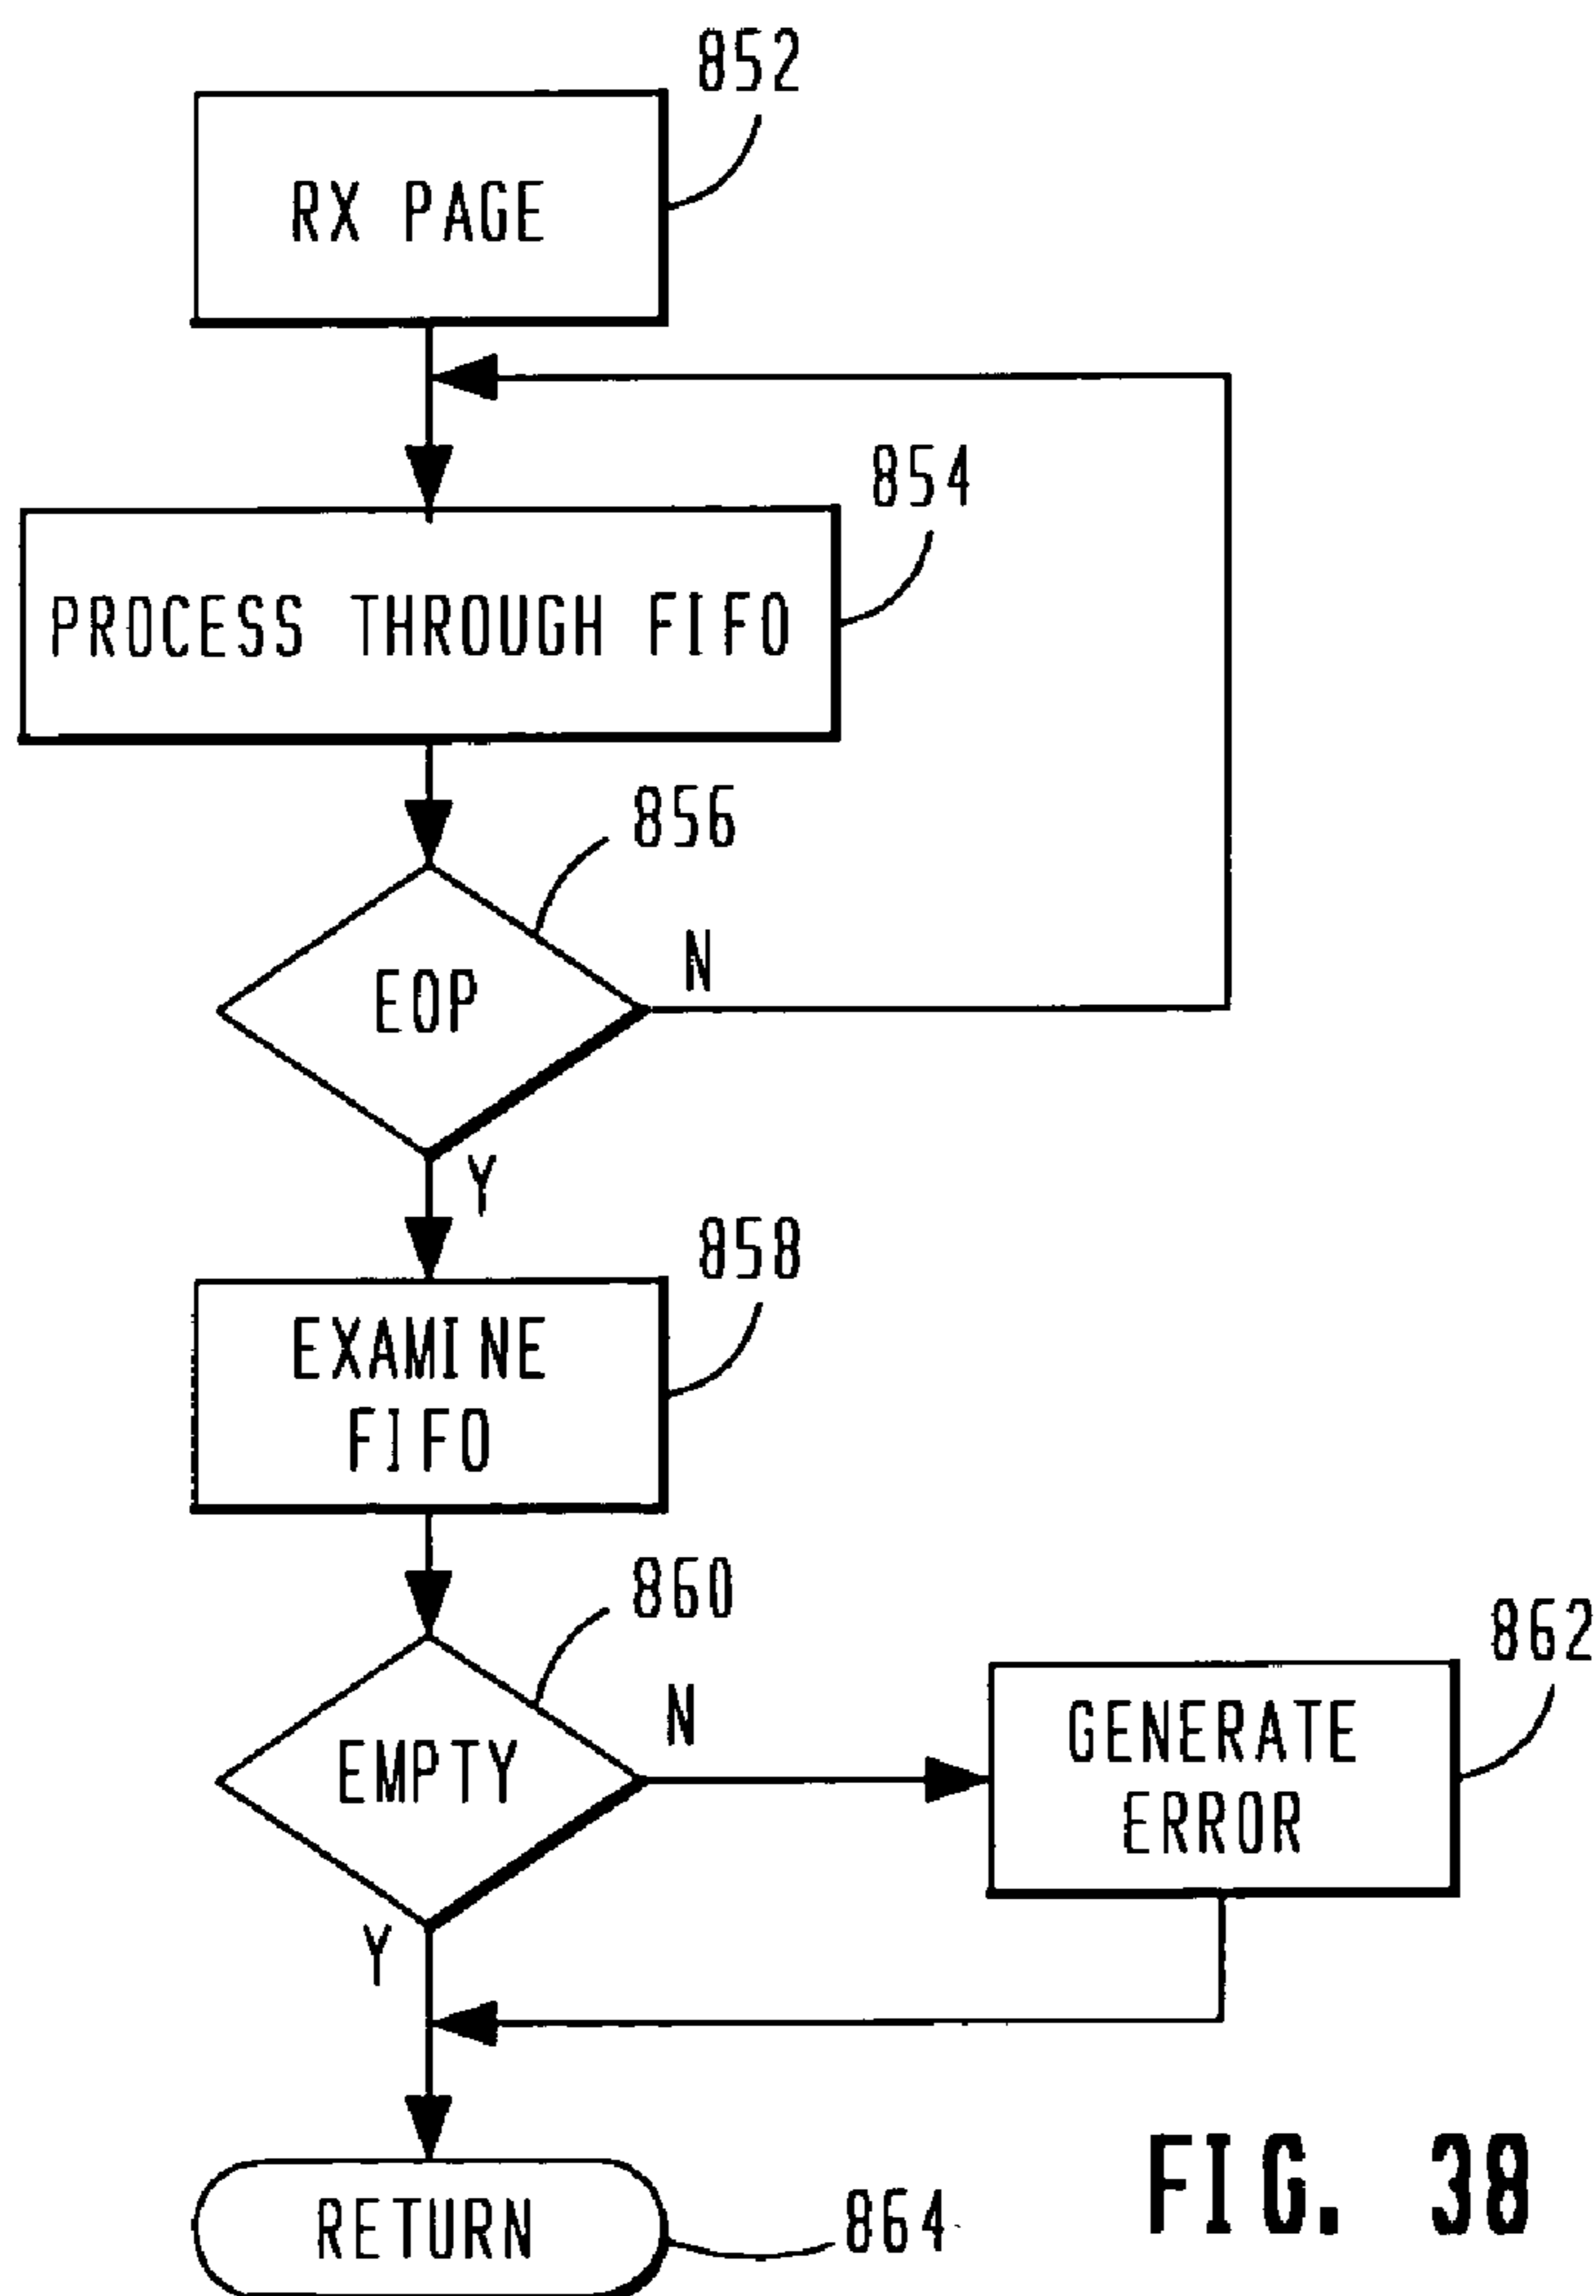 852
RX PAGE
854
PROCESS THROUGH FIFO
856
EOP
N
Y
858
EXAMINE
FIFO
860
EMPTY
N
862
GENERATE
ERROR
Y
RETURN
864
FIG. 38